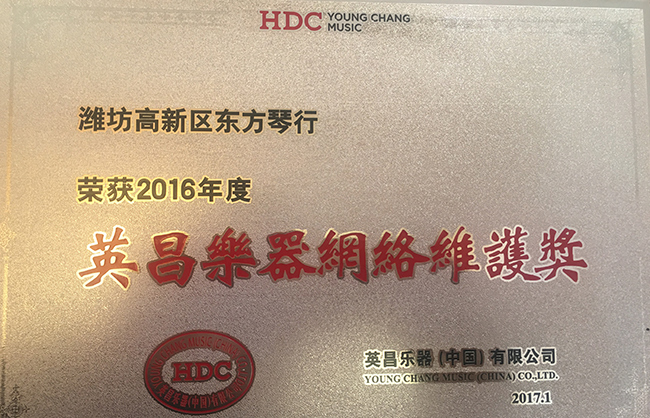 HDC YOUNG CHANG
MUSIC
潍坊高新区东方琴行
荣获2016年度
英昌樂器網絡維護獎
HDC
英昌乐器(中国)有限公司
YOUNG CHANG MUSIC (CHINA) CO.,LTD.
2017.1